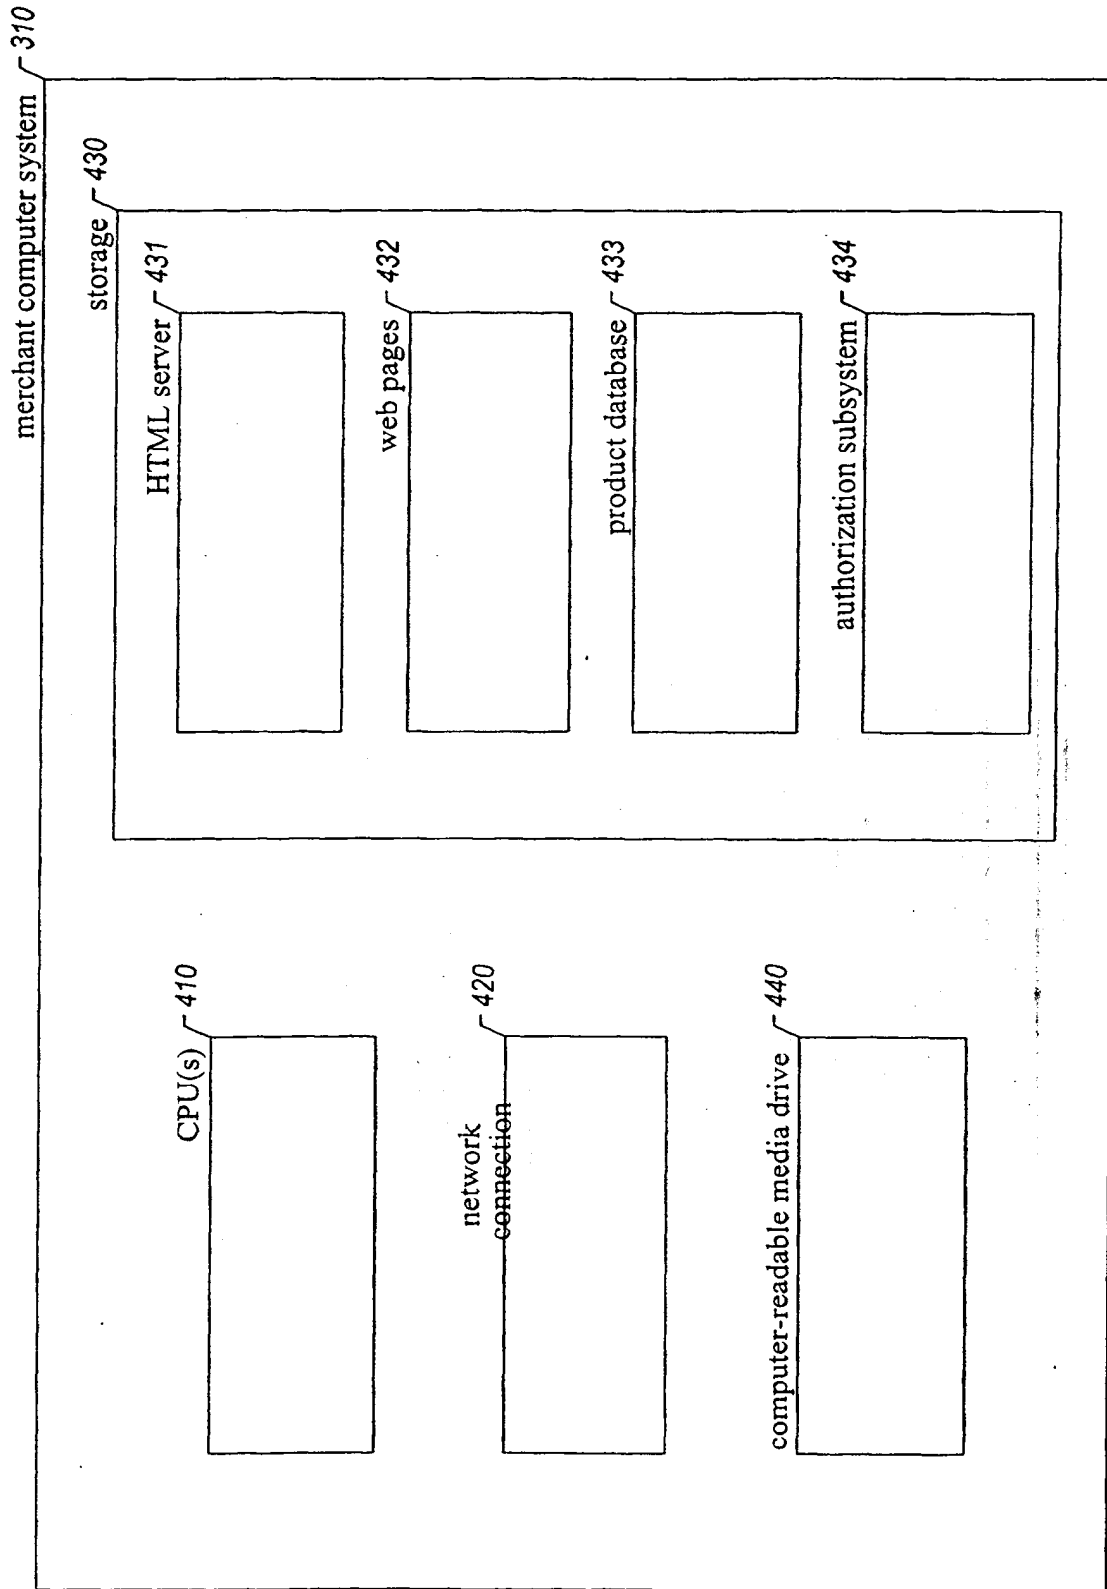 merchant computer system 310
CPU(s) 410
network
connection 420
computer-readable media drive 440
storage 430
HTML server 431
web pages 432
product database 433
authorization subsystem 434